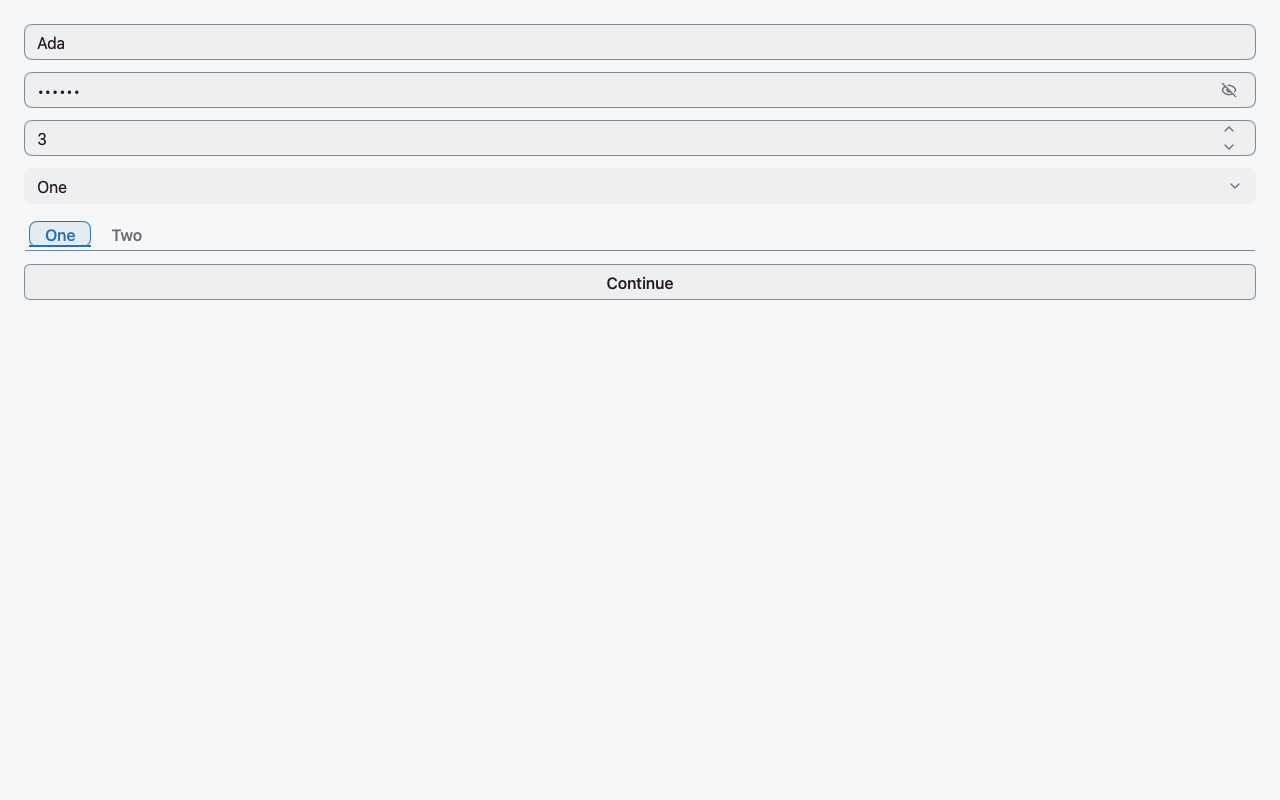 Ada
••••••
3
One
One Two
Continue